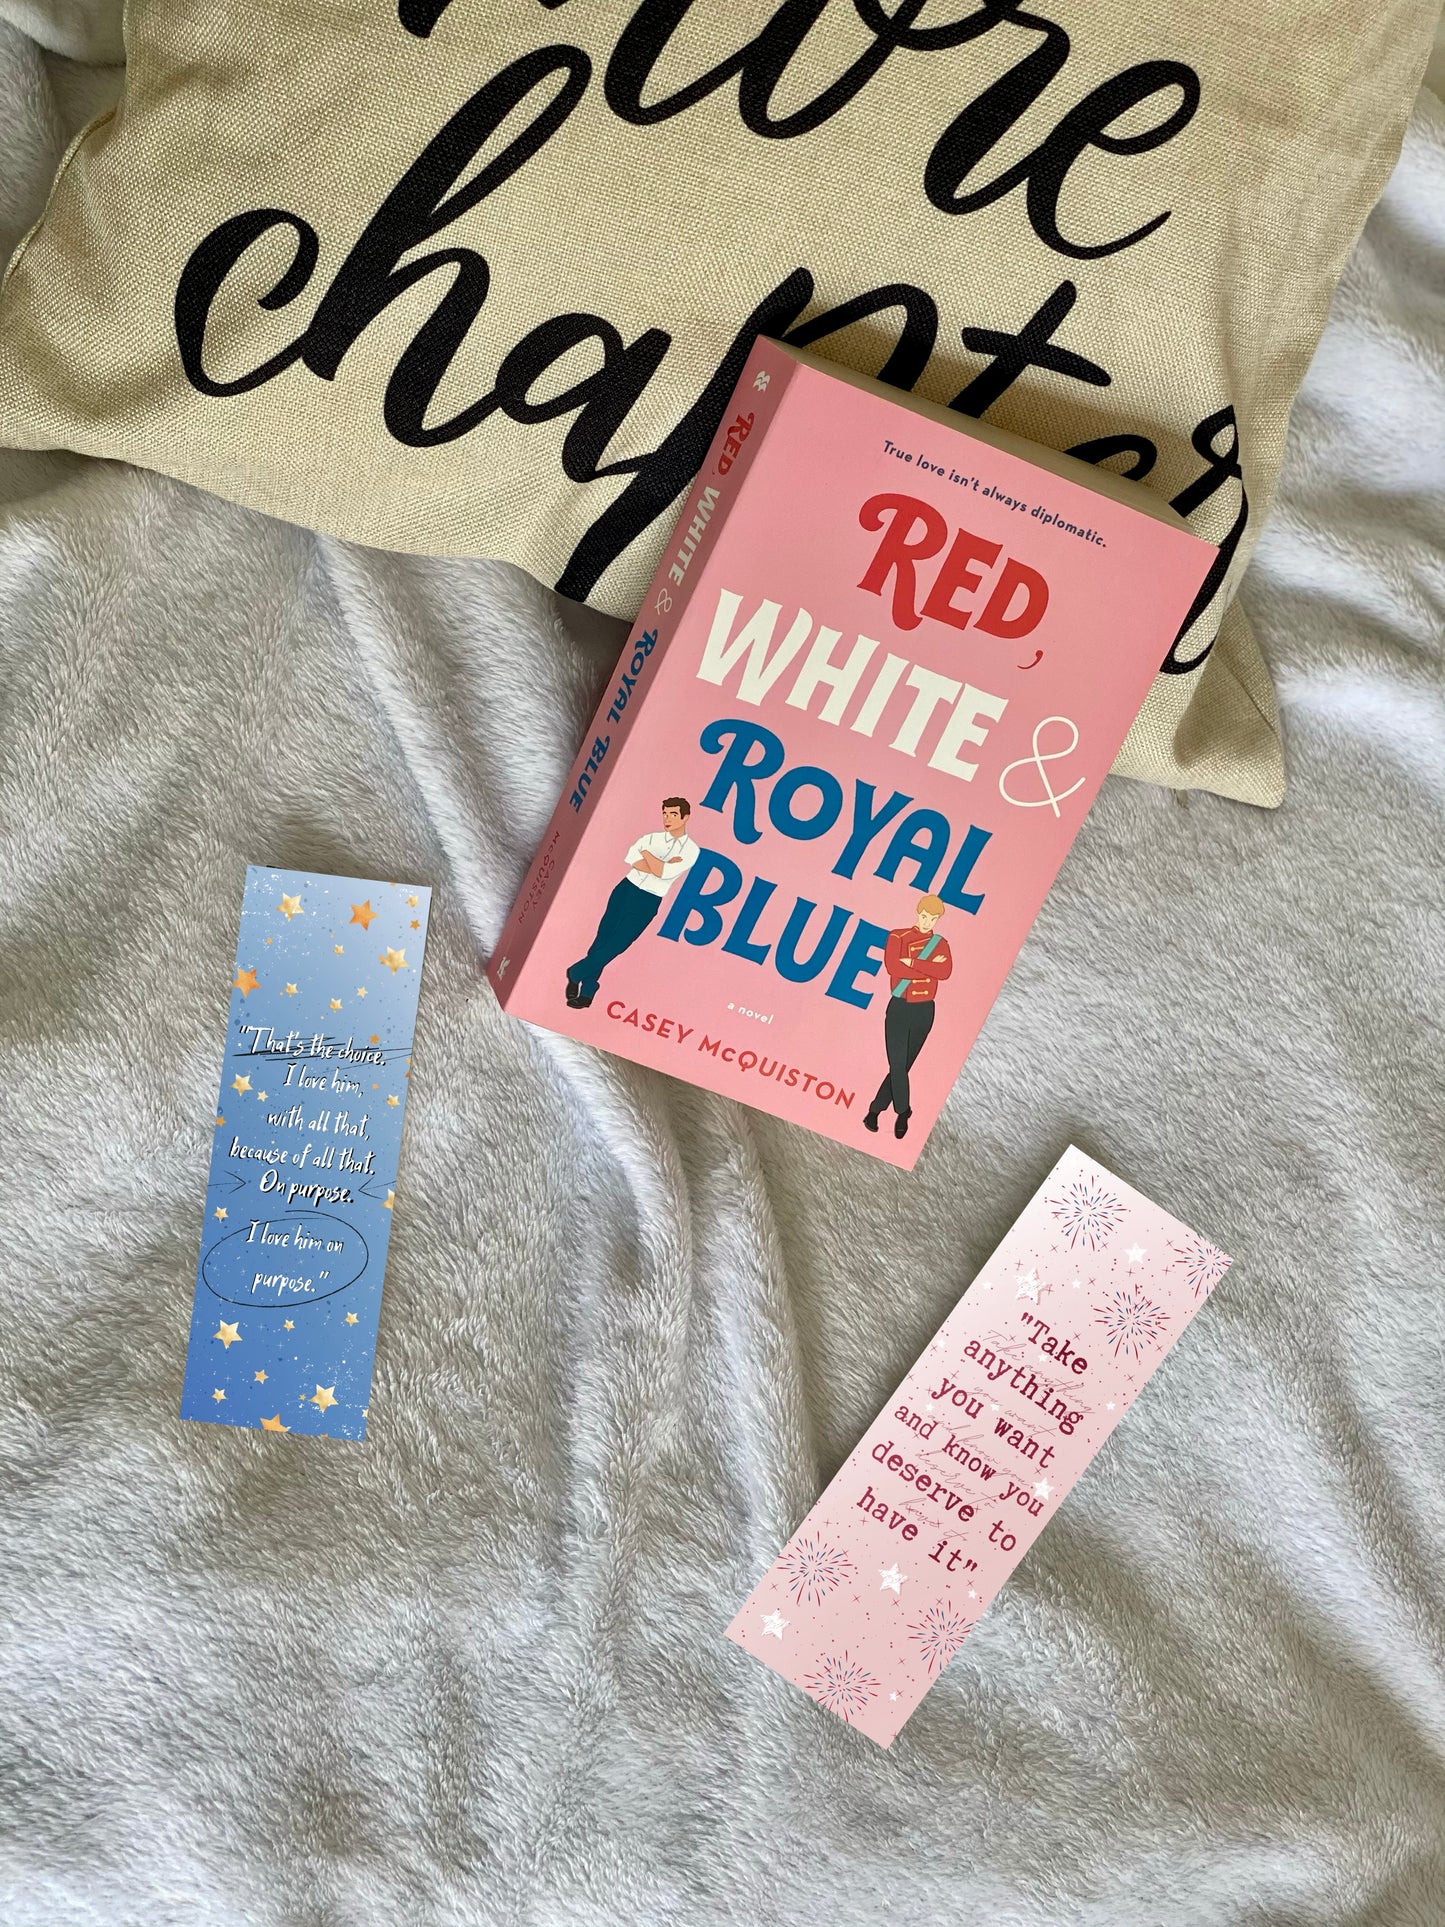 more
chapter
True love isn't always diplomatic.
RED,
WHITE &
ROYAL
BLUE
a novel
CASEY McQUISTON
RED, WHITE & ROYAL BLUE
CASEY
McQUISTON
"That's the choice.
I love him,
with all that,
because of all that.
On purpose.
I love him on
purpose."
"Take
anything
you want
and know you
deserve to
have it"